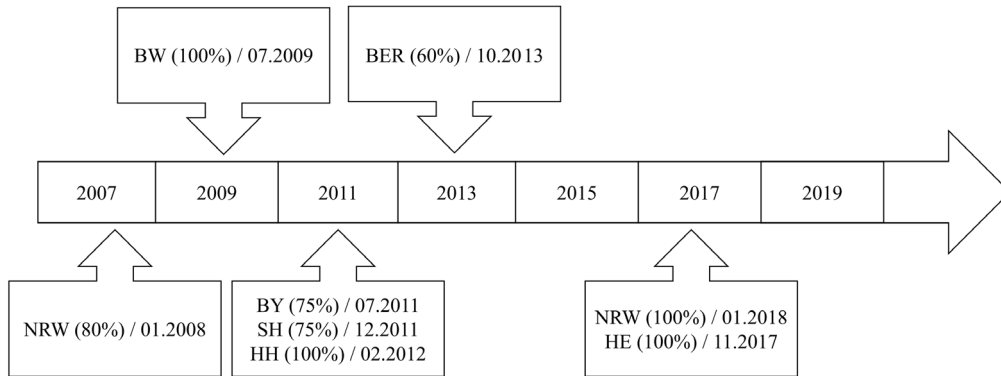 BW (100%) / 07.2009
BER (60%) / 10.2013
2007 2009 2011 2013 2015 2017 2019
NRW (80%) / 01.2008
BY (75%) / 07.2011
SH (75%) / 12.2011
HH (100%) / 02.2012
NRW (100%) / 01.2018
HE (100%) / 11.2017